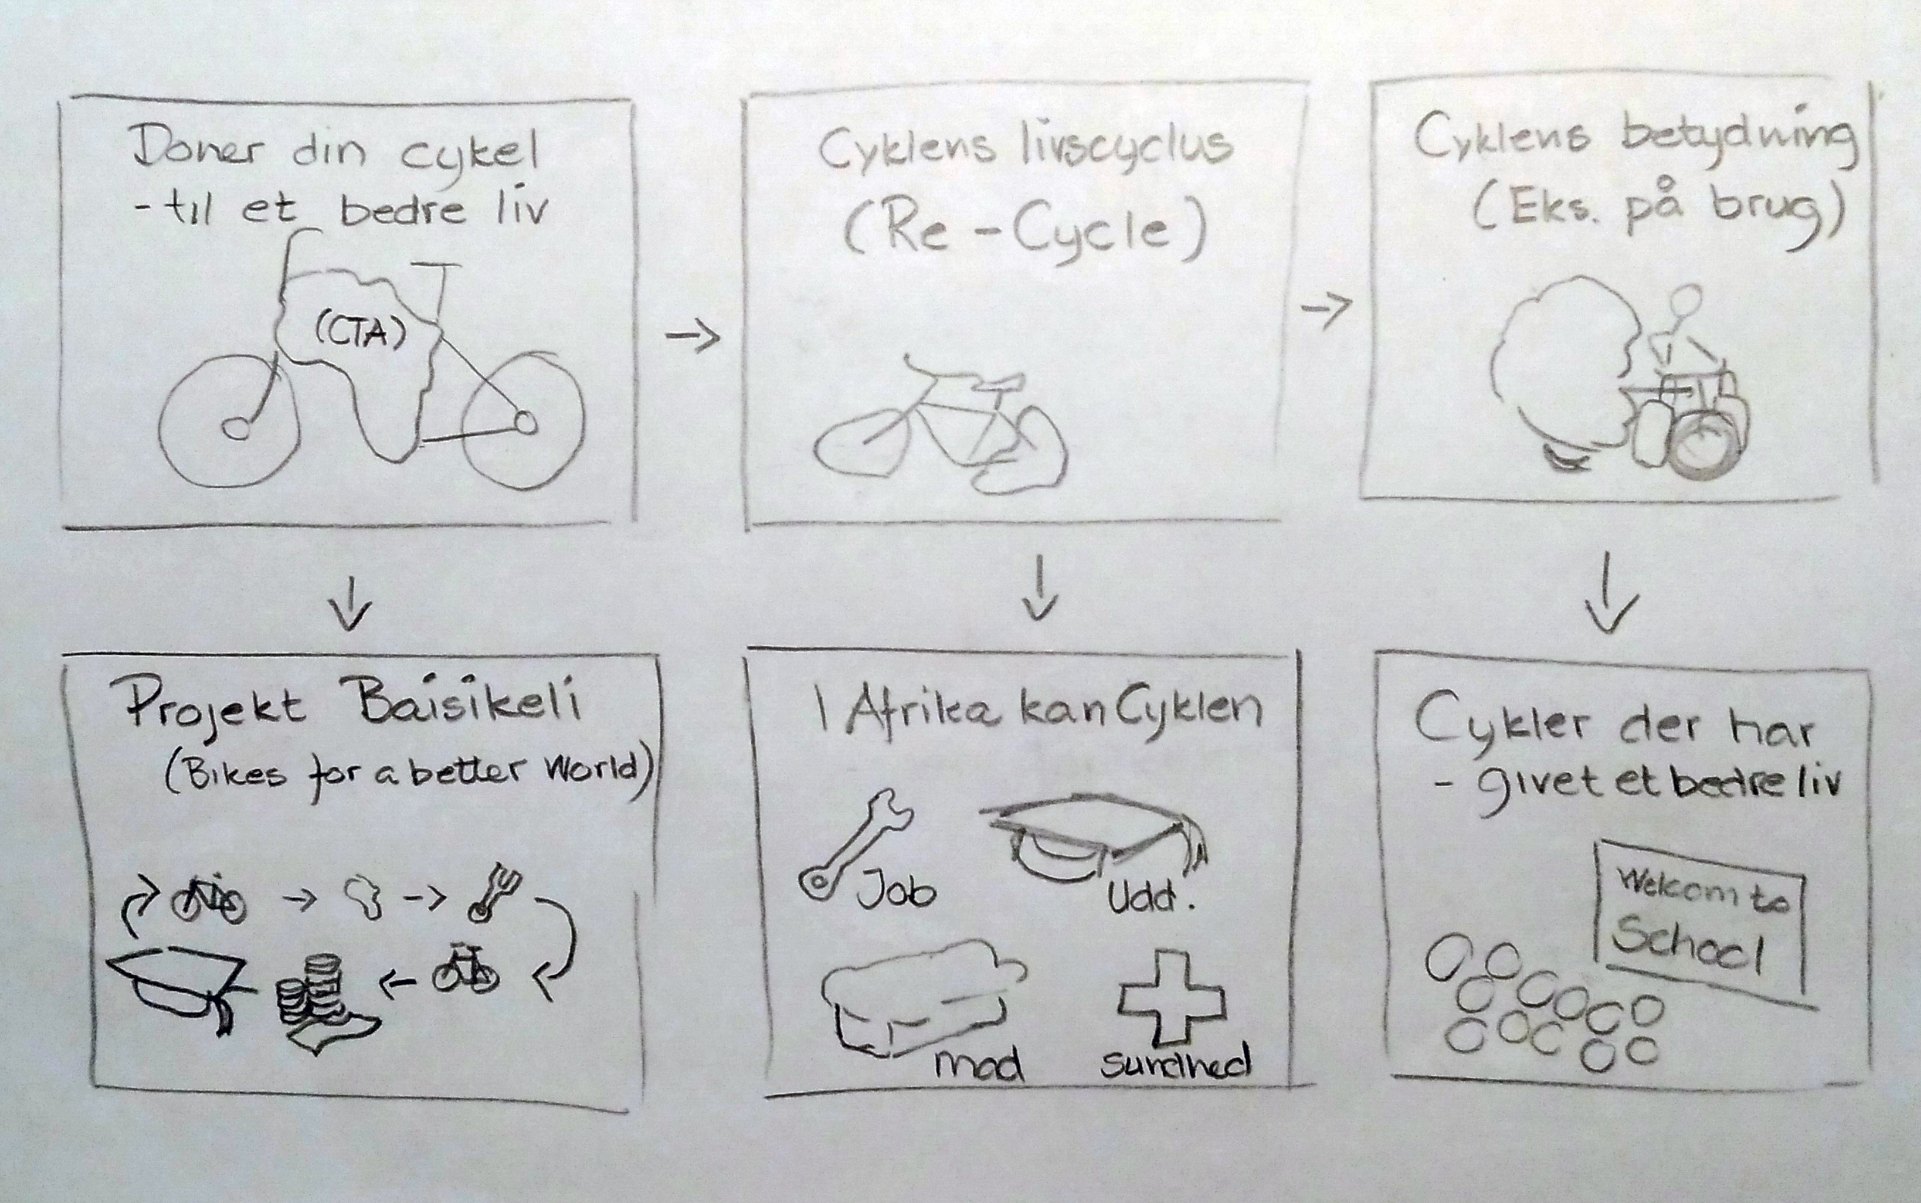 Doner din cykel
- til et bedre liv
(CTA)
Cyklens livscyclus
(Re - Cycle)
Cyklens betydning
(Eks. på brug)
Projekt Baisikeli
(Bikes for a better World)
I Afrika kan Cyklen
Job
Udd.
mad
sundhed
Cykler der har
- givet et bedre liv
Welcom to
School